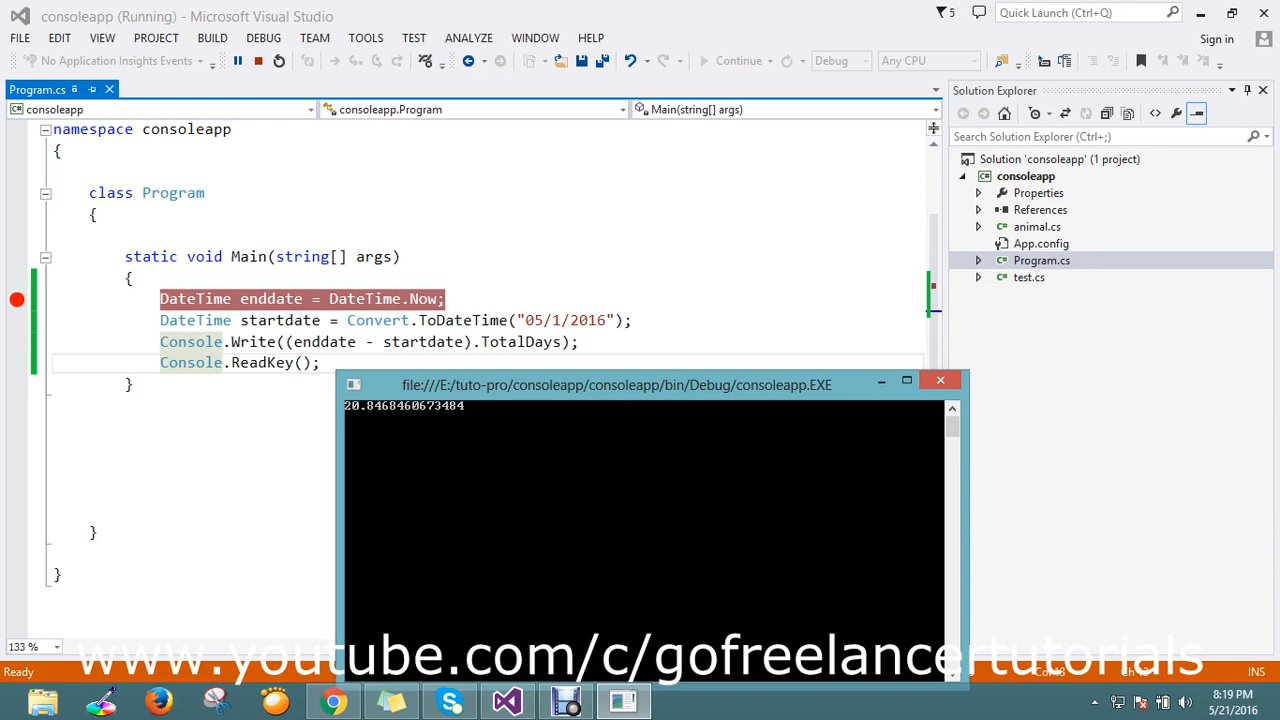 consoleapp (Running) - Microsoft Visual Studio
5
Quick Launch (Ctrl+Q)
FILE EDIT VIEW PROJECT BUILD DEBUG TEAM TOOLS TEST ANALYZE WINDOW HELP
Sign in
No Application Insights Events
Continue
Debug
Any CPU
Program.cs
consoleapp
consoleapp.Program
Main(string[] args)
namespace consoleapp
{
class Program
{
static void Main(string[] args)
{
DateTime enddate = DateTime.Now;
DateTime startdate = Convert.ToDateTime("05/1/2016");
Console.Write((enddate - startdate).TotalDays);
Console.ReadKey();
}
}
}
133 %
file:///E:/tuto-pro/consoleapp/consoleapp/bin/Debug/consoleapp.EXE
20.8468460673484
Solution Explorer
Search Solution Explorer (Ctrl+;)
Solution 'consoleapp' (1 project)
consoleapp
Properties
References
animal.cs
App.config
Program.cs
test.cs
www.youtube.com/c/gofreelancertutorials
Ready
INS
8:19 PM
5/21/2016